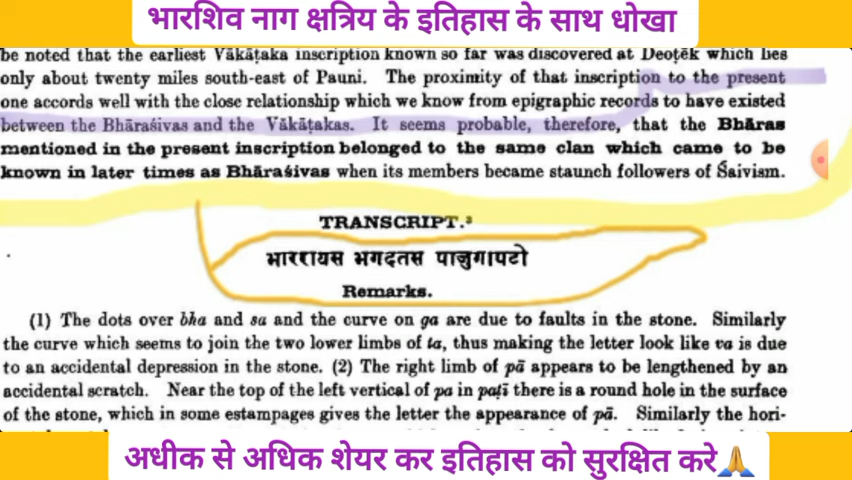 भारशिव नाग क्षत्रिय के इतिहास के साथ धोखा
be noted that the earliest Vākāṭaka inscription known so far was discovered at Deoṭēk which lies
only about twenty miles south-east of Pauni. The proximity of that inscription to the present
one accords well with the close relationship which we know from epigraphic records to have existed
between the Bhāraśivas and the Vākāṭakas. It seems probable, therefore, that the Bhāras
mentioned in the present inscription belonged to the same clan which came to be
known in later times as Bhāraśivas when its members became staunch followers of Śaivism.
TRANSCRIPT.³
भाररायस भगदतस पाजुगापटो
Remarks.
(1) The dots over bha and sa and the curve on ga are due to faults in the stone. Similarly
the curve which seems to join the two lower limbs of ta, thus making the letter look like va is due
to an accidental depression in the stone. (2) The right limb of pā appears to be lengthened by an
accidental scratch. Near the top of the left vertical of pa in paṭī there is a round hole in the surface
of the stone, which in some estampages gives the letter the appearance of pā. Similarly the hori-
अधीक से अधिक शेयर कर इतिहास को सुरक्षित करे🙏